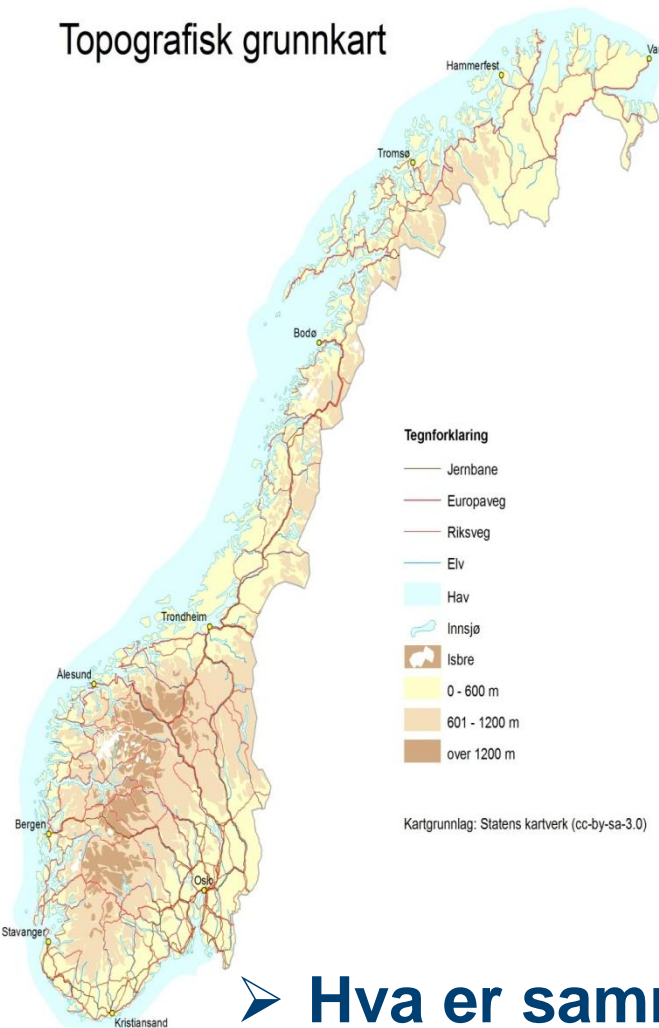 Topografisk grunnkart
Hammerfest
Tromsø
Bodø
Tegnforklaring
Jernbane
Europaveg
Riksveg
Elv
Hav
Innsjø
Isbre
0 - 600 m
601 - 1200 m
over 1200 m
Kartgrunnlag: Statens kartverk (cc-by-sa-3.0)
Trondheim
Ålesund
Bergen
Oslo
Stavanger
Kristiansand
➤ Hva er